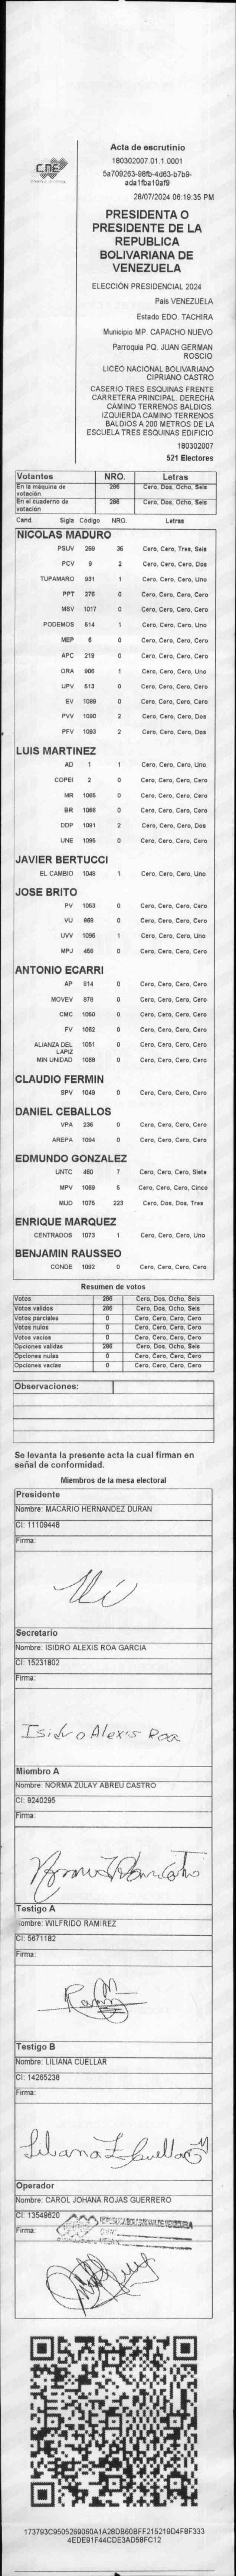 CNE
Acta de escrutinio
180302007.01.1.0001
5a709263-98fb-4d63-b7b9-
ada1fba10af9
28/07/2024 06:19:35 PM
PRESIDENTA O
PRESIDENTE DE LA
REPUBLICA
BOLIVARIANA DE
VENEZUELA
ELECCIÓN PRESIDENCIAL 2024
País VENEZUELA
Estado EDO. TACHIRA
Municipio MP. CAPACHO NUEVO
Parroquia PQ. JUAN GERMAN
ROSCIO
LICEO NACIONAL BOLIVARIANO
CIPRIANO CASTRO
CASERIO TRES ESQUINAS FRENTE
CARRETERA PRINCIPAL. DERECHA
CAMINO TERRENOS BALDIOS.
IZQUIERDA CAMINO TERRENOS
BALDIOS A 200 METROS DE LA
ESCUELA TRES ESQUINAS EDIFICIO
180302007
521 Electores
Votantes NRO. Letras
En la máquina de votación 286 Cero, Dos, Ocho, Seis
En el cuaderno de votación 286 Cero, Dos, Ocho, Seis
Cand. Sigla Código NRO. Letras
NICOLAS MADURO
PSUV 269 36 Cero, Cero, Tres, Seis
PCV 9 2 Cero, Cero, Cero, Dos
TUPAMARO 931 1 Cero, Cero, Cero, Uno
PPT 276 0 Cero, Cero, Cero, Cero
MSV 1017 0 Cero, Cero, Cero, Cero
PODEMOS 514 1 Cero, Cero, Cero, Uno
MEP 6 0 Cero, Cero, Cero, Cero
APC 219 0 Cero, Cero, Cero, Cero
ORA 906 1 Cero, Cero, Cero, Uno
UPV 513 0 Cero, Cero, Cero, Cero
EV 1089 0 Cero, Cero, Cero, Cero
PVV 1090 2 Cero, Cero, Cero, Dos
PFV 1093 2 Cero, Cero, Cero, Dos
LUIS MARTINEZ
AD 1 1 Cero, Cero, Cero, Uno
COPEI 2 0 Cero, Cero, Cero, Cero
MR 1065 0 Cero, Cero, Cero, Cero
BR 1066 0 Cero, Cero, Cero, Cero
DDP 1091 2 Cero, Cero, Cero, Dos
UNE 1095 0 Cero, Cero, Cero, Cero
JAVIER BERTUCCI
EL CAMBIO 1048 1 Cero, Cero, Cero, Uno
JOSE BRITO
PV 1053 0 Cero, Cero, Cero, Cero
VU 868 0 Cero, Cero, Cero, Cero
UVV 1096 1 Cero, Cero, Cero, Uno
MPJ 458 0 Cero, Cero, Cero, Cero
ANTONIO ECARRI
AP 814 0 Cero, Cero, Cero, Cero
MOVEV 878 0 Cero, Cero, Cero, Cero
CMC 1060 0 Cero, Cero, Cero, Cero
FV 1062 0 Cero, Cero, Cero, Cero
ALIANZA DEL LAPIZ 1061 0 Cero, Cero, Cero, Cero
MIN UNIDAD 1068 0 Cero, Cero, Cero, Cero
CLAUDIO FERMIN
SPV 1049 0 Cero, Cero, Cero, Cero
DANIEL CEBALLOS
VPA 236 0 Cero, Cero, Cero, Cero
AREPA 1094 0 Cero, Cero, Cero, Cero
EDMUNDO GONZALEZ
UNTC 450 7 Cero, Cero, Cero, Siete
MPV 1069 5 Cero, Cero, Cero, Cinco
MUD 1075 223 Cero, Dos, Dos, Tres
ENRIQUE MARQUEZ
CENTRADOS 1073 1 Cero, Cero, Cero, Uno
BENJAMIN RAUSSEO
CONDE 1092 0 Cero, Cero, Cero, Cero
Resumen de votos
Votos 286 Cero, Dos, Ocho, Seis
Votos validos 286 Cero, Dos, Ocho, Seis
Votos parciales 0 Cero, Cero, Cero, Cero
Votos nulos 0 Cero, Cero, Cero, Cero
Votos vacios 0 Cero, Cero, Cero, Cero
Opciones validas 286 Cero, Dos, Ocho, Seis
Opciones nulas 0 Cero, Cero, Cero, Cero
Opciones vacias 0 Cero, Cero, Cero, Cero
Observaciones:
Se levanta la presente acta la cual firman en
señal de conformidad.
Miembros de la mesa electoral
Presidente
Nombre: MACARIO HERNANDEZ DURAN
CI: 11109448
Firma:
Secretario
Nombre: ISIDRO ALEXIS ROA GARCIA
CI: 15231802
Firma:
Isidro Alexis Roa
Miembro A
Nombre: NORMA ZULAY ABREU CASTRO
CI: 9240295
Firma:
Testigo A
Nombre: WILFRIDO RAMIREZ
CI: 5671182
Firma:
Testigo B
Nombre: LILIANA CUELLAR
CI: 14265238
Firma:
Operador
Nombre: CAROL JOHANA ROJAS GUERRERO
CI: 13549620
Firma:
REPUBLICA BOLIVARIANA DE VENEZUELA
173793C9505269060A1A28DB60BFF215219D4F8F333
4EDE91F44CDE3AD58FC12